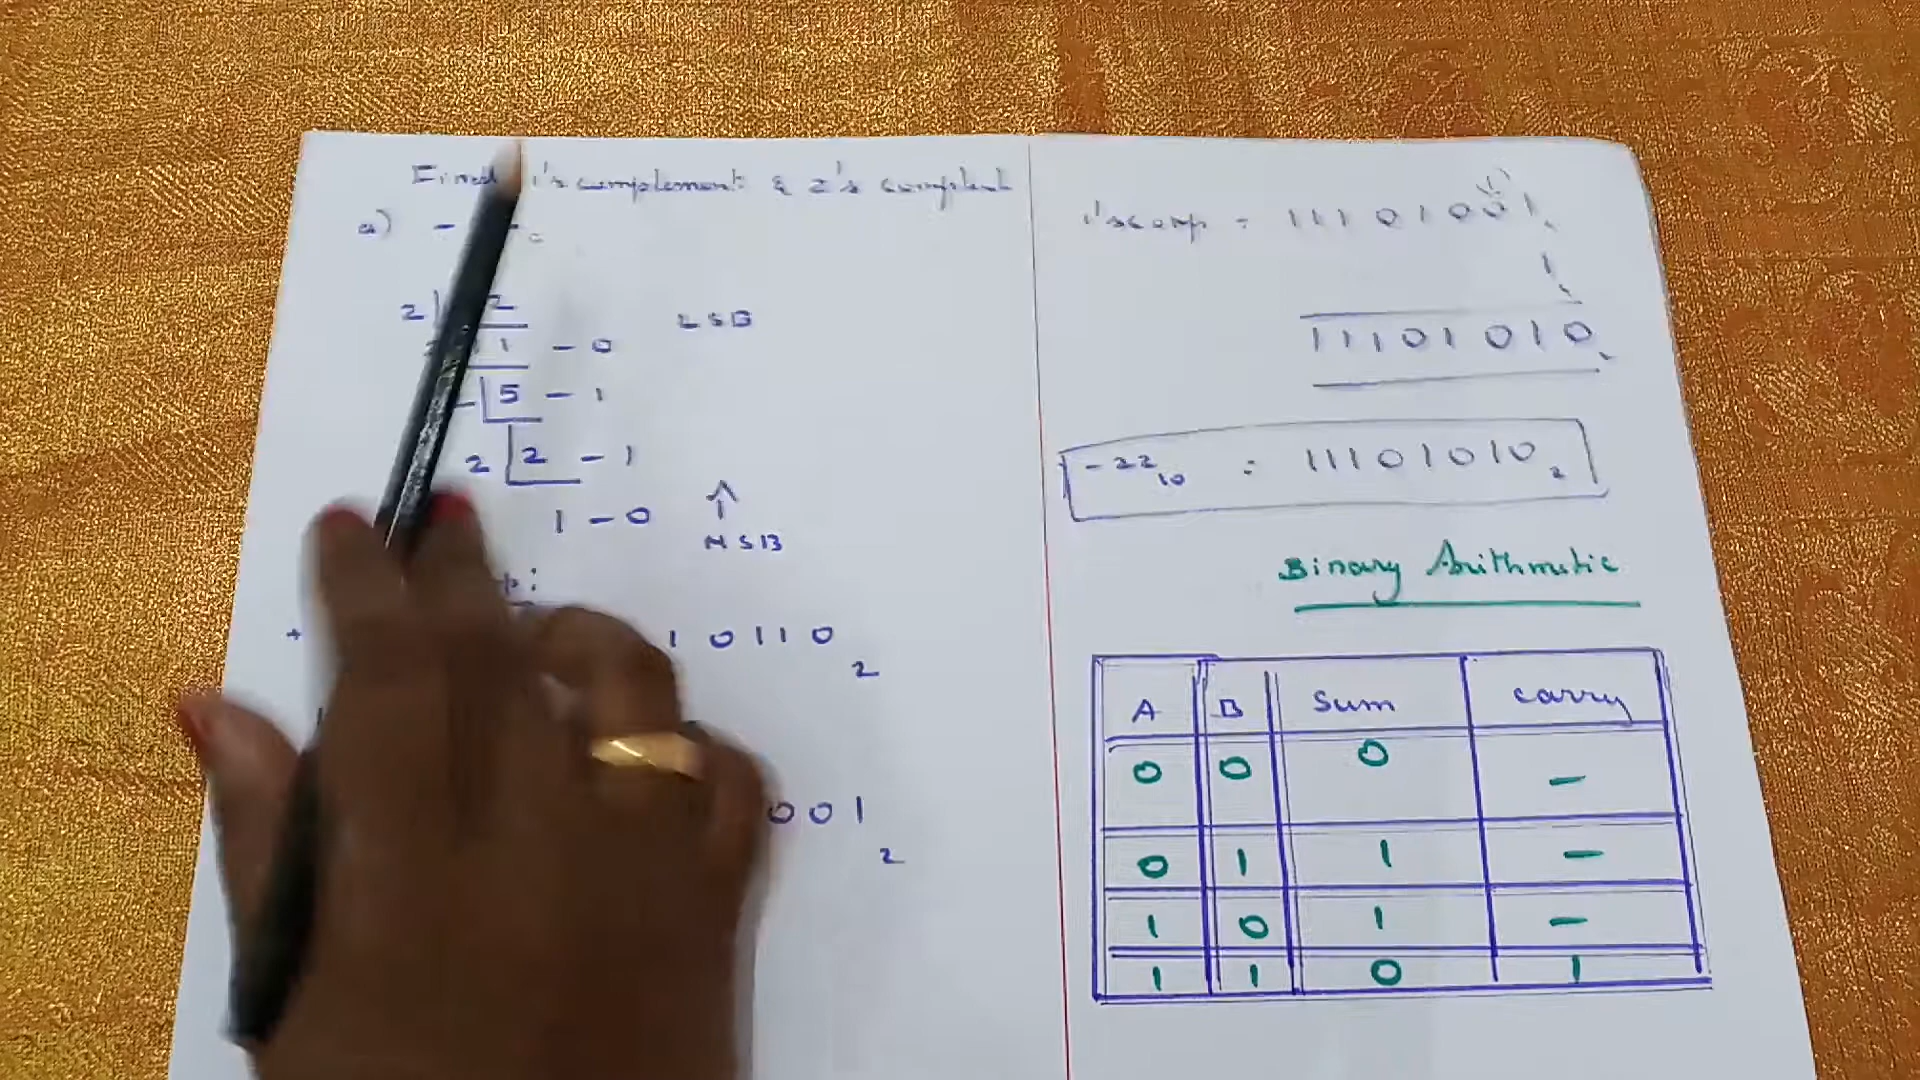 Find 1's complement & 2's complent
a) -
2 2 LSB
1 - 0
5 - 1
2 2 - 1
1 - 0 MSB
p:
+ 1 0 1 1 0 2
0 0 1 2
1's comp = 1 1 1 0 1 0 0 1
1
1 1 1 0 1 0 1 0
-22 10 = 1 1 1 0 1 0 1 0 2
Binary Arithmetic
A B Sum carry
0 0 0 -
0 1 1 -
1 0 1 -
1 1 0 1